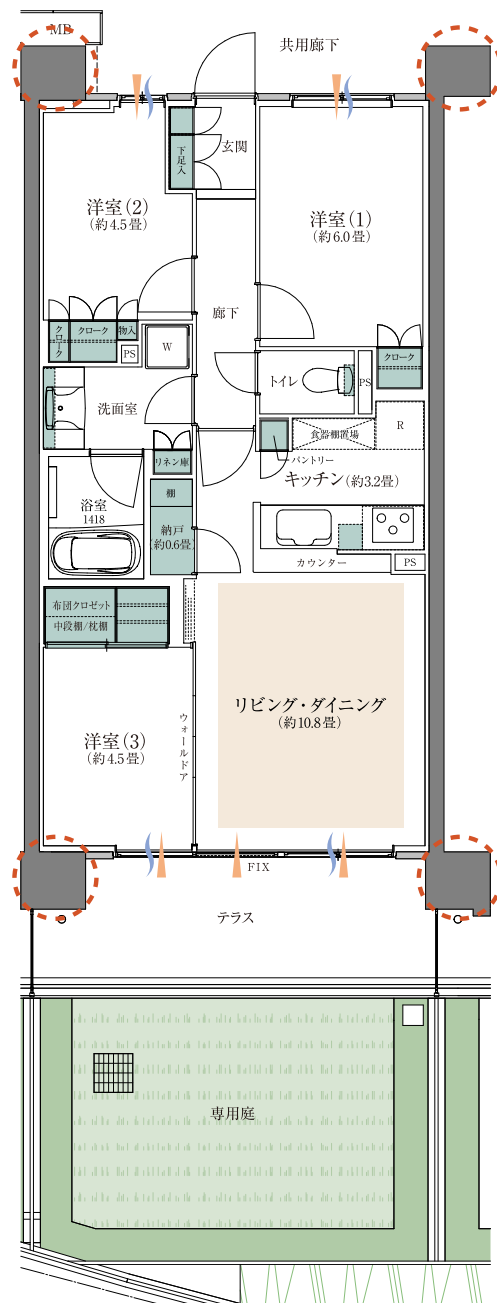 MB
共用廊下
下足入
玄関
洋室(2)
(約4.5畳)
洋室(1)
(約6.0畳)
廊下
クローク
クローク
物入
PS
W
トイレ
PS
クローク
洗面室
食器棚置場
R
パントリー
キッチン(約3.2畳)
リネン庫
浴室
1418
棚
納戸
(約0.6畳)
カウンター
PS
布団クロゼット
中段棚/枕棚
リビング・ダイニング
(約10.8畳)
洋室(3)
(約4.5畳)
ウォールドア
FIX
テラス
専用庭